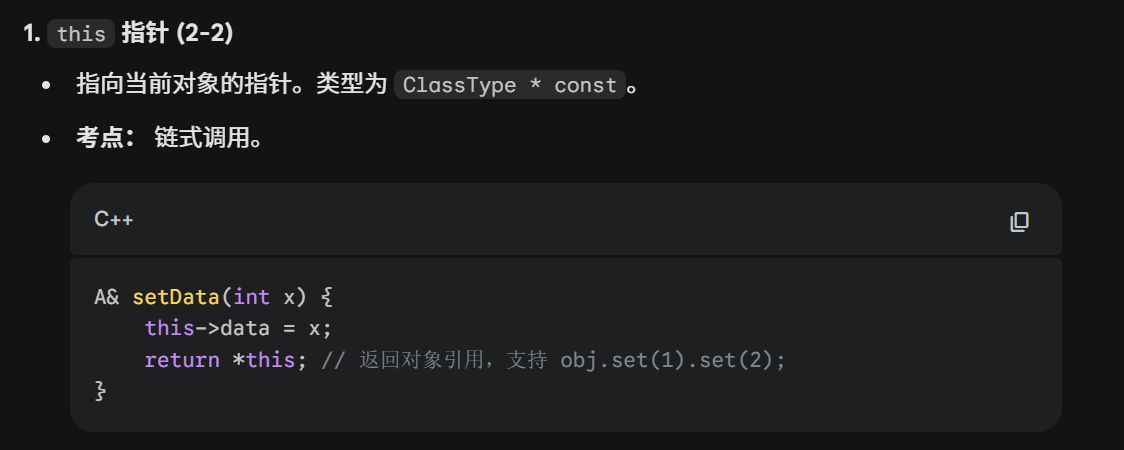 1. this 指针 (2-2)
• 指向当前对象的指针。类型为 ClassType * const 。
• 考点： 链式调用。
C++
A& setData(int x) {
    this->data = x;
    return *this; // 返回对象引用，支持 obj.set(1).set(2);
}